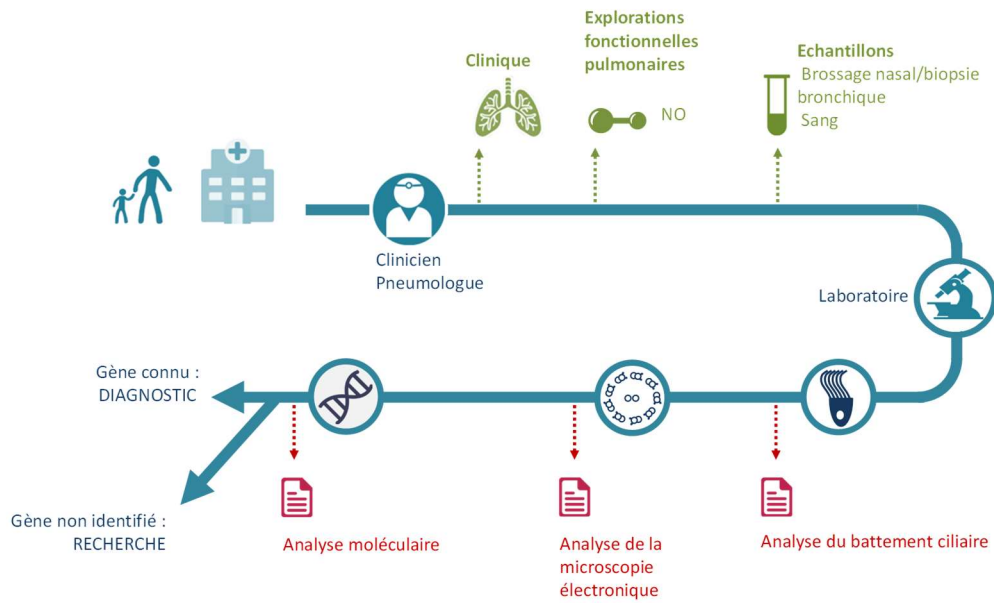 Clinique
Explorations
fonctionnelles
pulmonaires
NO
Echantillons
Brossage nasal/biopsie
bronchique
Sang
Clinicien
Pneumologue
Laboratoire
Gène connu :
DIAGNOSTIC
Gène non identifié :
RECHERCHE
Analyse moléculaire
Analyse de la
microscopie
électronique
Analyse du battement ciliaire